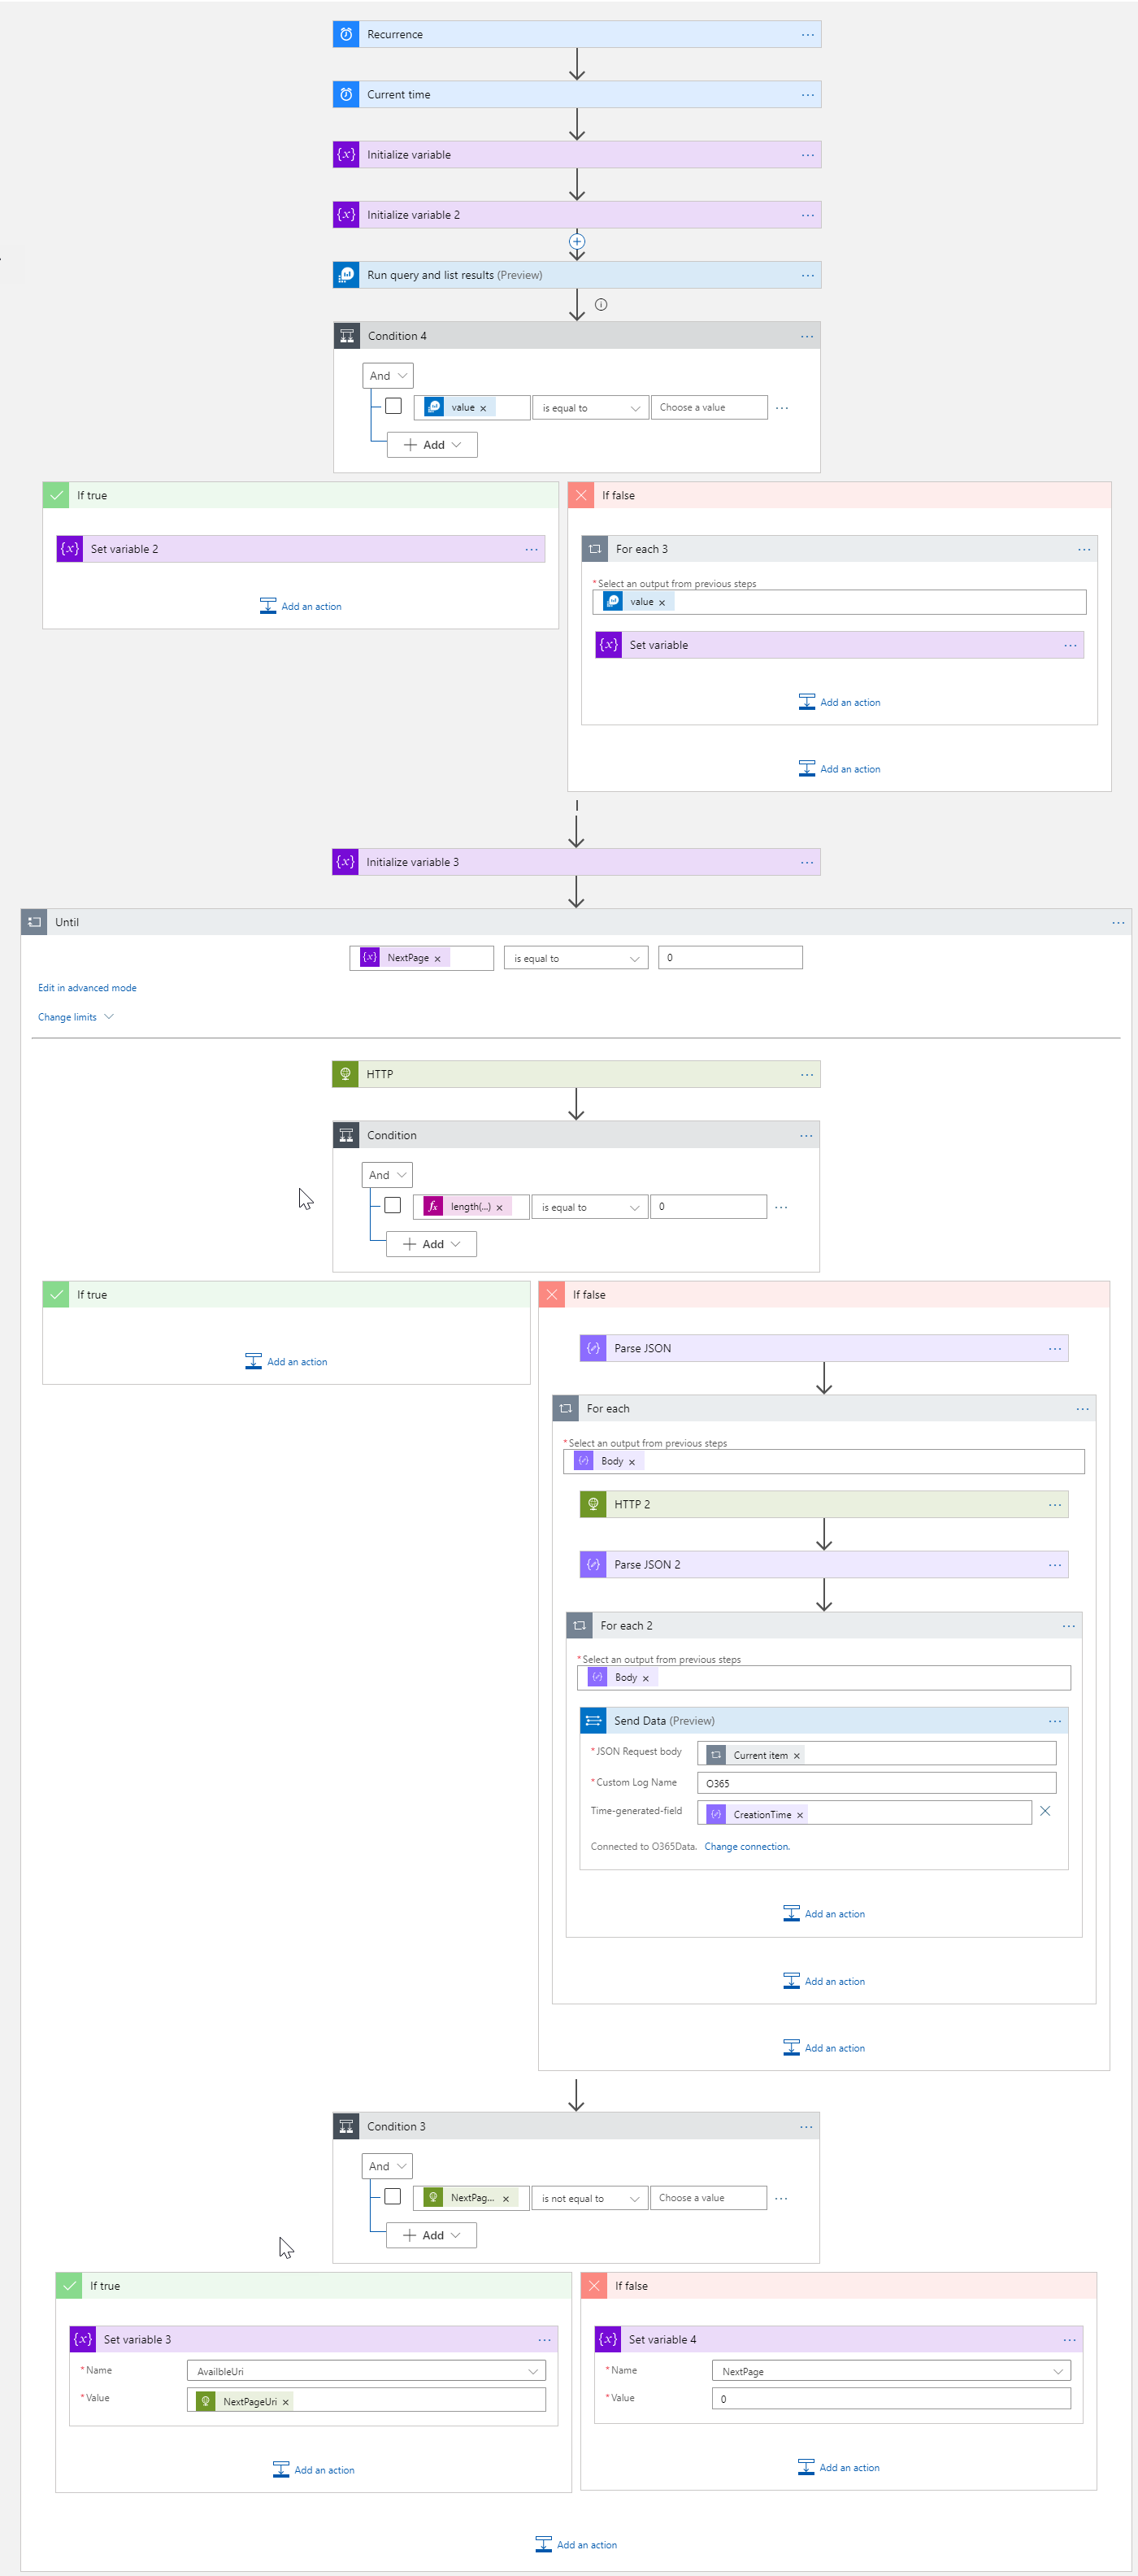 Recurrence
Current time
{x} Initialize variable
{x} Initialize variable 2
Run query and list results (Preview)
Condition 4
And
value × is equal to Choose a value
Add
If true
If false
{x} Set variable 2
Add an action
For each 3
*Select an output from previous steps
value ×
{x} Set variable
Add an action
Add an action
{x} Initialize variable 3
Until
{x} NextPage × is equal to 0
Edit in advanced mode
Change limits
HTTP
Condition
And
fx length(...) × is equal to 0
Add
If true
If false
Add an action
Parse JSON
For each
*Select an output from previous steps
Body ×
HTTP 2
Parse JSON 2
For each 2
*Select an output from previous steps
Body ×
Send Data (Preview)
*JSON Request body Current item ×
*Custom Log Name O365
Time-generated-field CreationTime ×
Connected to O365Data. Change connection.
Add an action
Add an action
Add an action
Condition 3
And
NextPag... × is not equal to Choose a value
Add
If true
If false
{x} Set variable 3
*Name AvailbleUri
*Value NextPageUri ×
Add an action
{x} Set variable 4
*Name NextPage
*Value 0
Add an action
Add an action